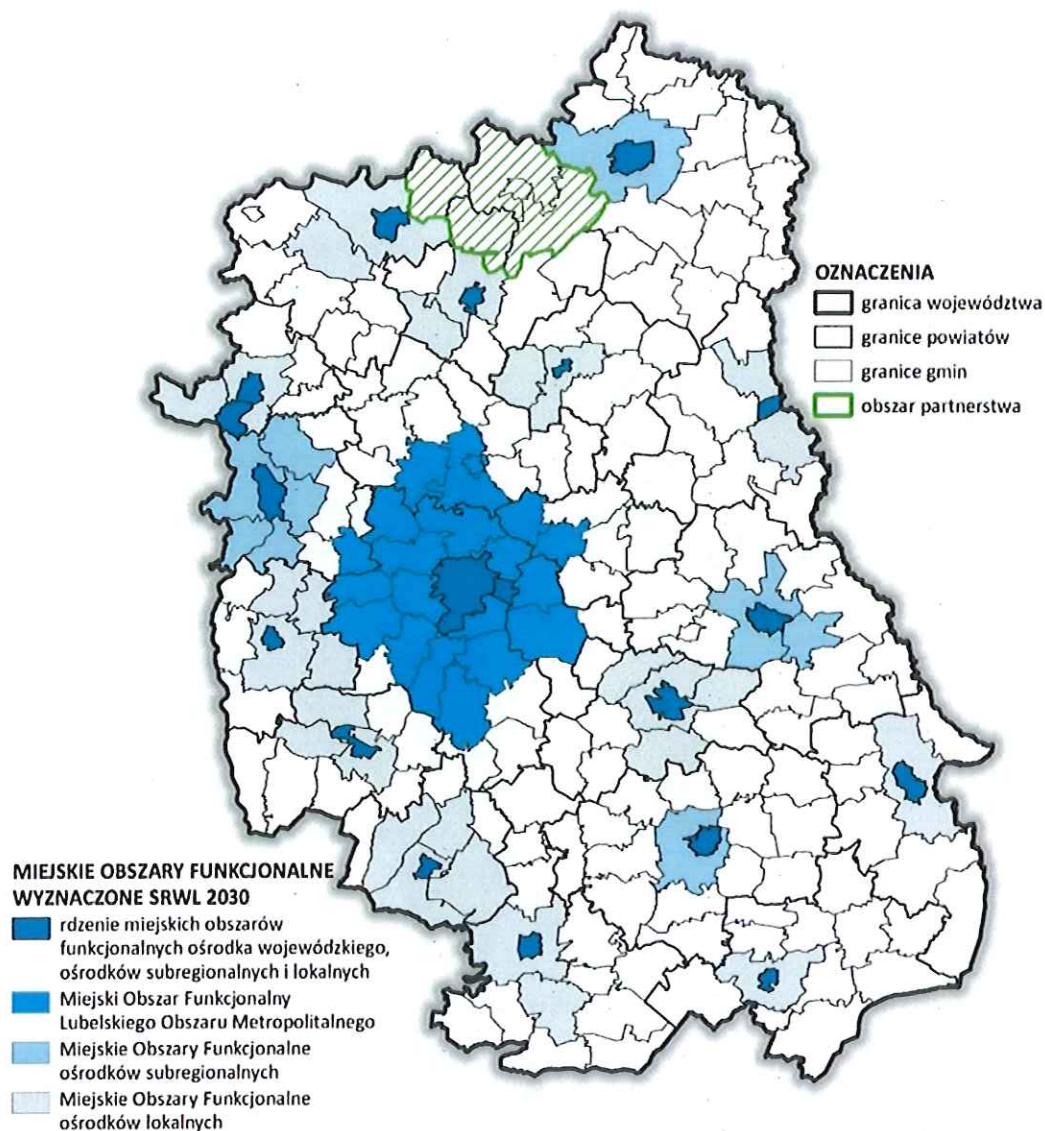 OZNACZENIA
granica województwa
granice powiatów
granice gmin
obszar partnerstwa
MIEJSKIE OBSZARY FUNKCJONALNE
WYZNACZONE SRWL 2030
rdzenie miejskich obszarów
funkcjonalnych ośrodka wojewódzkiego,
ośrodków subregionalnych i lokalnych
Miejski Obszar Funkcjonalny
Lubelskiego Obszaru Metropolitalnego
Miejskie Obszary Funkcjonalne
ośrodków subregionalnych
Miejskie Obszary Funkcjonalne
ośrodków lokalnych